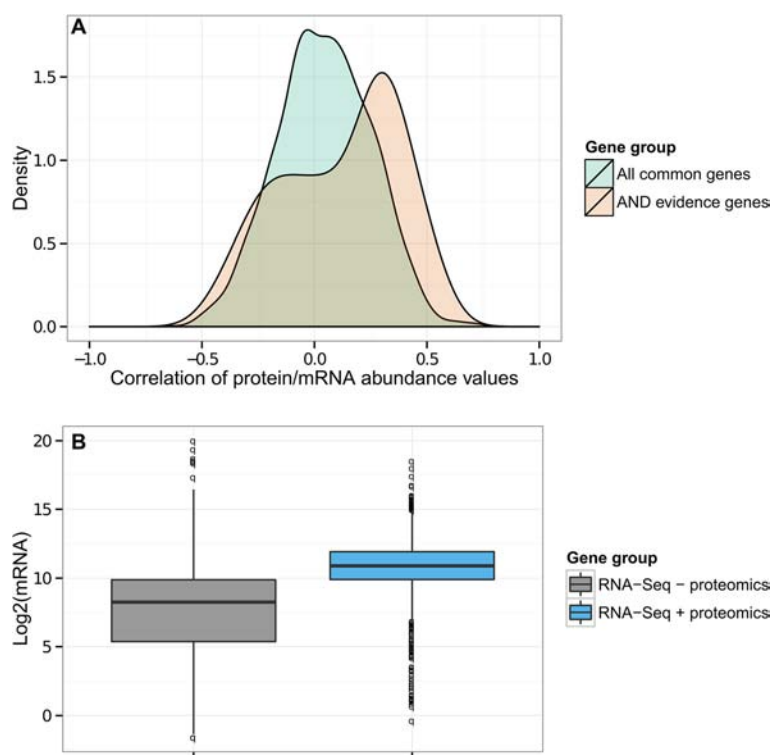 A
1.5
1.0
0.5
0.0
Density
−1.0 −0.5 0.0 0.5 1.0
Correlation of protein/mRNA abundance values
Gene group
All common genes
AND evidence genes
B
20
15
10
5
0
Log2(mRNA)
Gene group
RNA−Seq − proteomics
RNA−Seq + proteomics